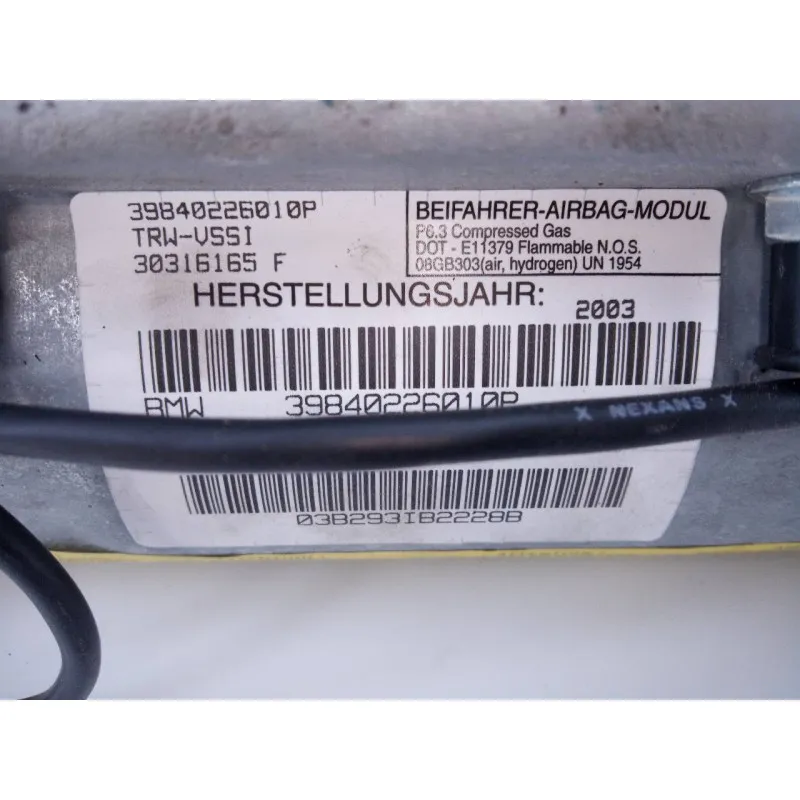 39840226010P
TRW-VSSI
30316165 F
BEIFAHRER-AIRBAG-MODUL
P6.3 Compressed Gas
DOT - E11379 Flammable N.O.S.
08GB303(air, hydrogen) UN 1954
HERSTELLUNGSJAHR: 2003
BMW 39840226010P
X NEXANS X
03B293IB2228B